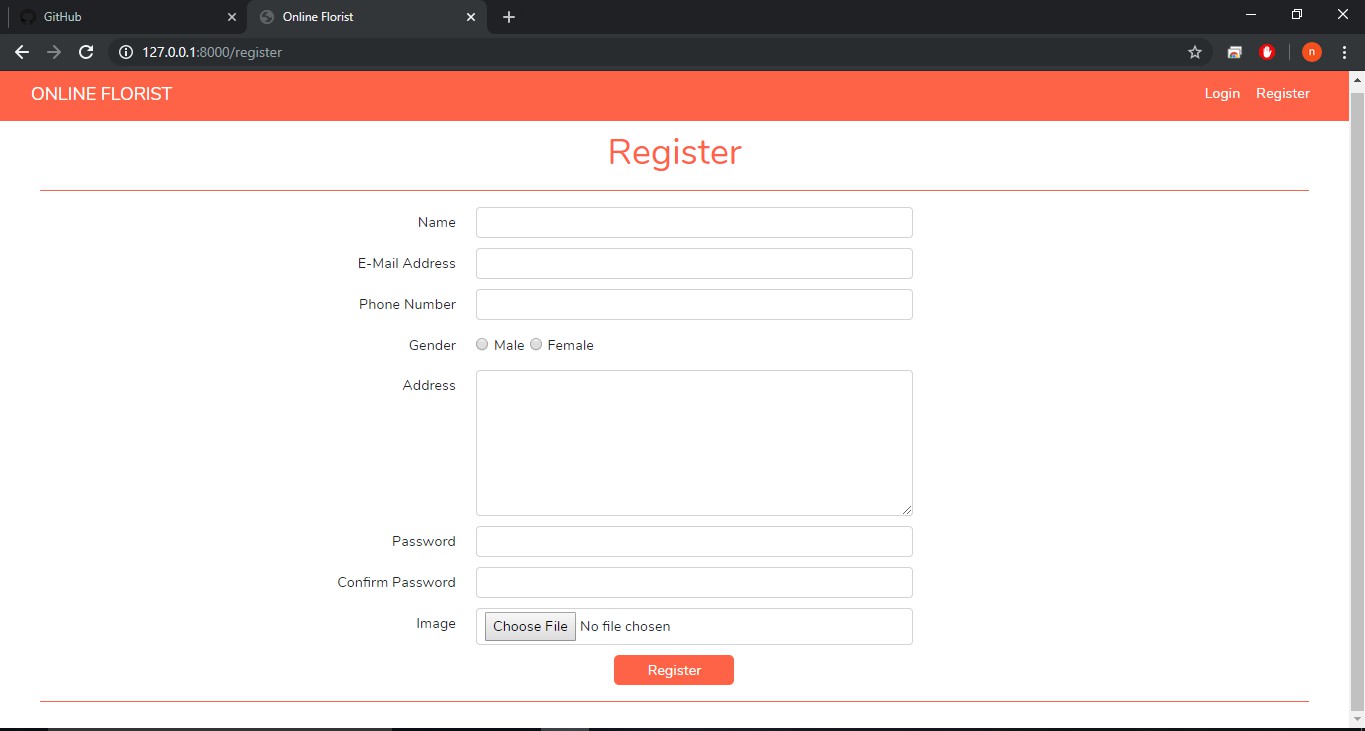 GitHub
Online Florist
127.0.0.1:8000/register
n
ONLINE FLORIST
Login Register
Register
Name
E-Mail Address
Phone Number
Gender Male Female
Address
Password
Confirm Password
Image Choose File No file chosen
Register